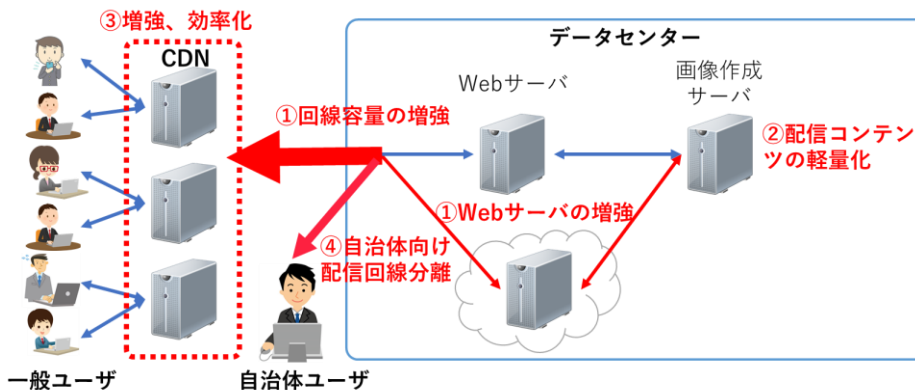 ③増強、効率化
CDN
データセンター
Webサーバ
画像作成
サーバ
①回線容量の増強
②配信コンテン
ツの軽量化
①Webサーバの増強
④自治体向け
配信回線分離
一般ユーザ
自治体ユーザ